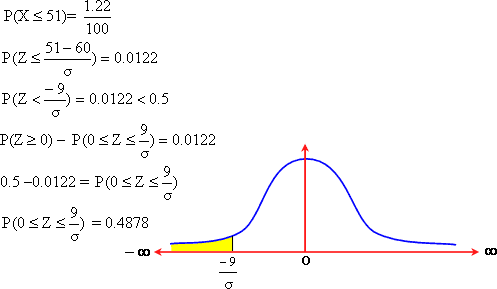 P(X ≤ 51)= 1.22/100
P(Z ≤ (51 – 60)/σ) = 0.0122
P(Z < –9/σ) = 0.0122 < 0.5
P(Z ≥ 0) – P(0 ≤ Z ≤ 9/σ) = 0.0122
0.5 –0.0122 = P(0 ≤ Z ≤ 9/σ)
P(0 ≤ Z ≤ 9/σ) = 0.4878
– ∞ –9/σ 0 ∞